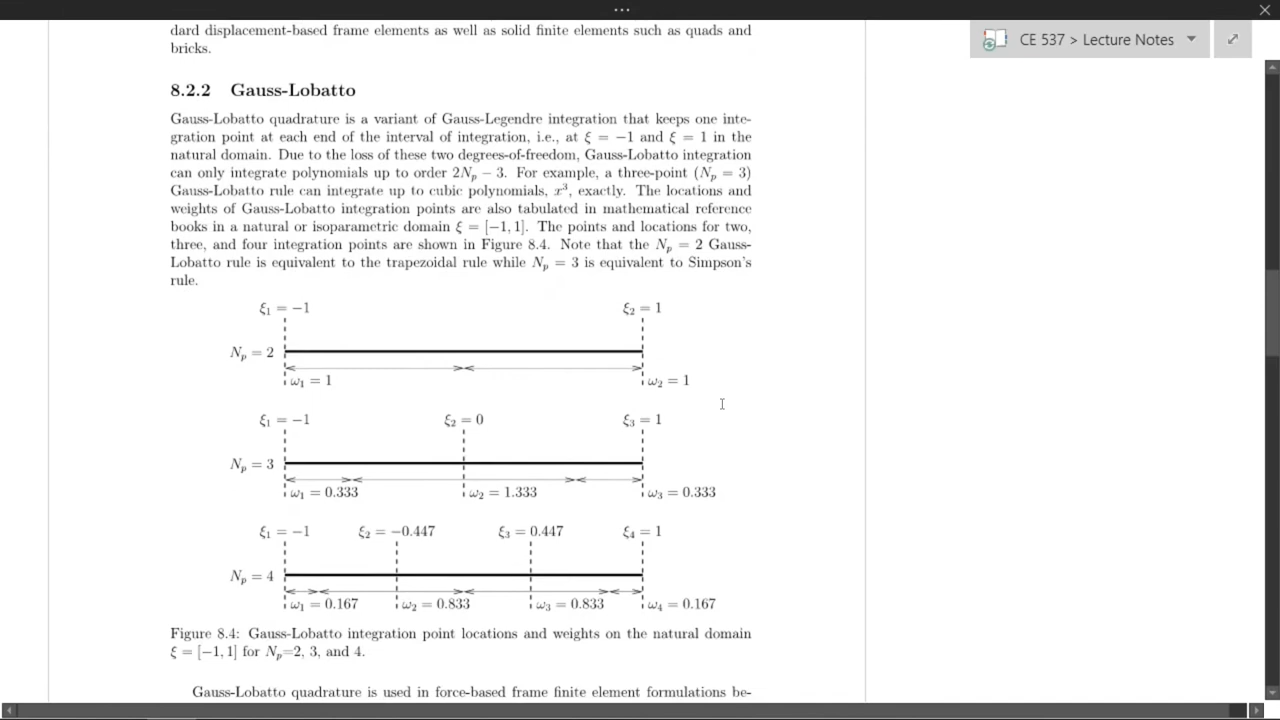 CE 537 > Lecture Notes
dard displacement-based frame elements as well as solid finite elements such as quads and
bricks.
8.2.2 Gauss-Lobatto
Gauss-Lobatto quadrature is a variant of Gauss-Legendre integration that keeps one inte-
gration point at each end of the interval of integration, i.e., at ξ = −1 and ξ = 1 in the
natural domain. Due to the loss of these two degrees-of-freedom, Gauss-Lobatto integration
can only integrate polynomials up to order 2Nₚ − 3. For example, a three-point (Nₚ = 3)
Gauss-Lobatto rule can integrate up to cubic polynomials, x³, exactly. The locations and
weights of Gauss-Lobatto integration points are also tabulated in mathematical reference
books in a natural or isoparametric domain ξ = [−1, 1]. The points and locations for two,
three, and four integration points are shown in Figure 8.4. Note that the Nₚ = 2 Gauss-
Lobatto rule is equivalent to the trapezoidal rule while Nₚ = 3 is equivalent to Simpson's
rule.
ξ₁ = −1 ξ₂ = 1
Nₚ = 2
ω₁ = 1 ω₂ = 1
ξ₁ = −1 ξ₂ = 0 ξ₃ = 1
Nₚ = 3
ω₁ = 0.333 ω₂ = 1.333 ω₃ = 0.333
ξ₁ = −1 ξ₂ = −0.447 ξ₃ = 0.447 ξ₄ = 1
Nₚ = 4
ω₁ = 0.167 ω₂ = 0.833 ω₃ = 0.833 ω₄ = 0.167
Figure 8.4: Gauss-Lobatto integration point locations and weights on the natural domain
ξ = [−1, 1] for Nₚ=2, 3, and 4.
Gauss-Lobatto quadrature is used in force-based frame finite element formulations be-